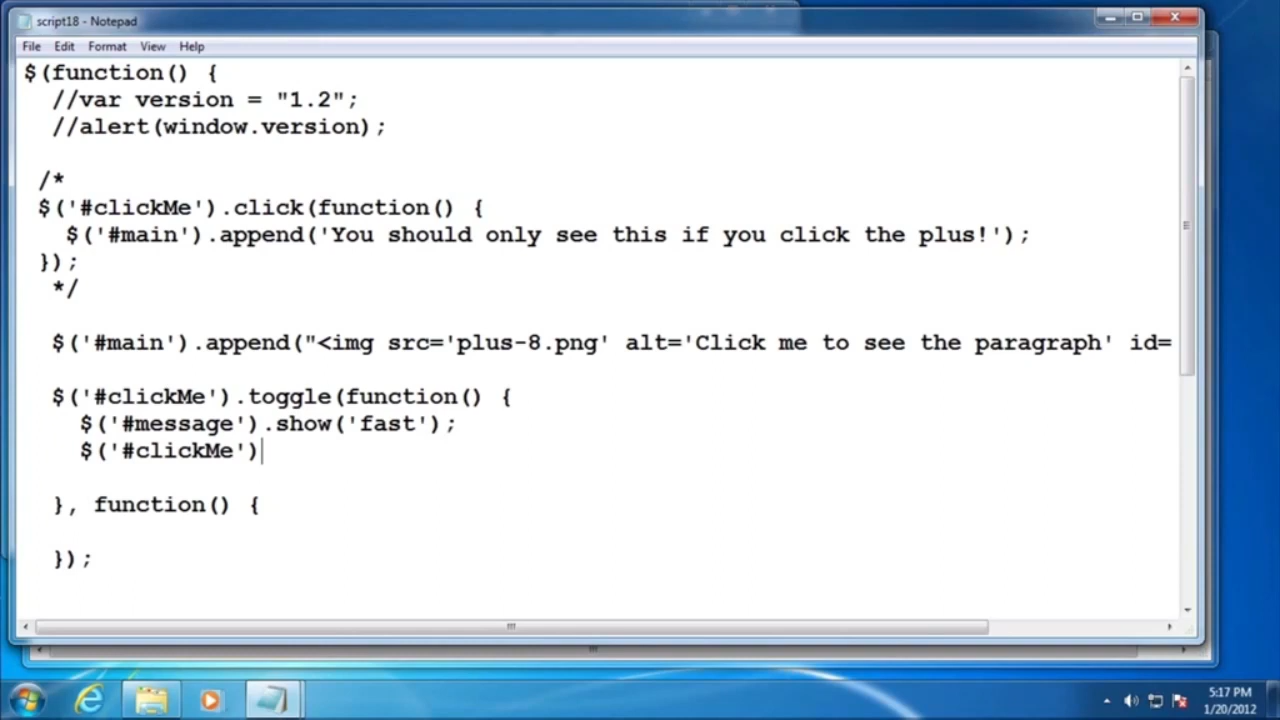 script18 - Notepad
File Edit Format View Help
$(function() {
//var version = "1.2";
//alert(window.version);
/*
$('#clickMe').click(function() {
$('#main').append('You should only see this if you click the plus!');
});
*/
$('#main').append("<img src='plus-8.png' alt='Click me to see the paragraph' id=
$('#clickMe').toggle(function() {
$('#message').show('fast');
$('#clickMe')
}, function() {
});
5:17 PM
1/20/2012